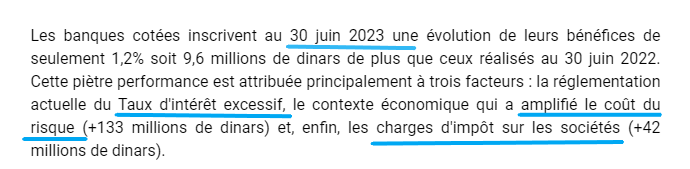 Les banques cotées inscrivent au 30 juin 2023 une évolution de leurs bénéfices de
seulement 1,2% soit 9,6 millions de dinars de plus que ceux réalisés au 30 juin 2022.
Cette piètre performance est attribuée principalement à trois facteurs : la réglementation
actuelle du Taux d'intérêt excessif, le contexte économique qui a amplifié le coût du
risque (+133 millions de dinars) et, enfin, les charges d'impôt sur les sociétés (+42
millions de dinars).